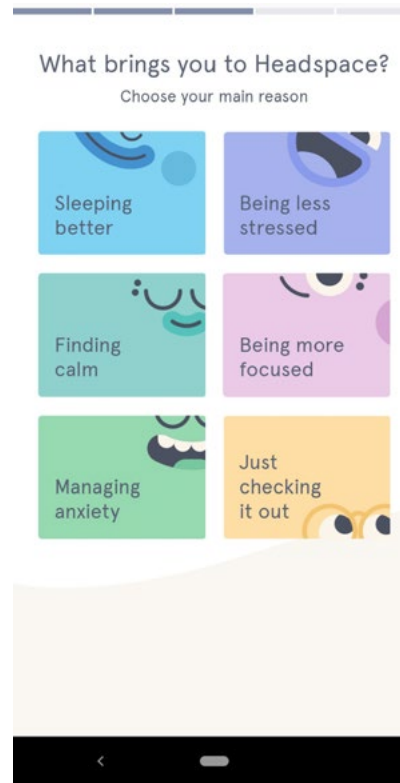 What brings you to Headspace?
Choose your main reason
Sleeping
better
Being less
stressed
Finding
calm
Being more
focused
Managing
anxiety
Just
checking
it out